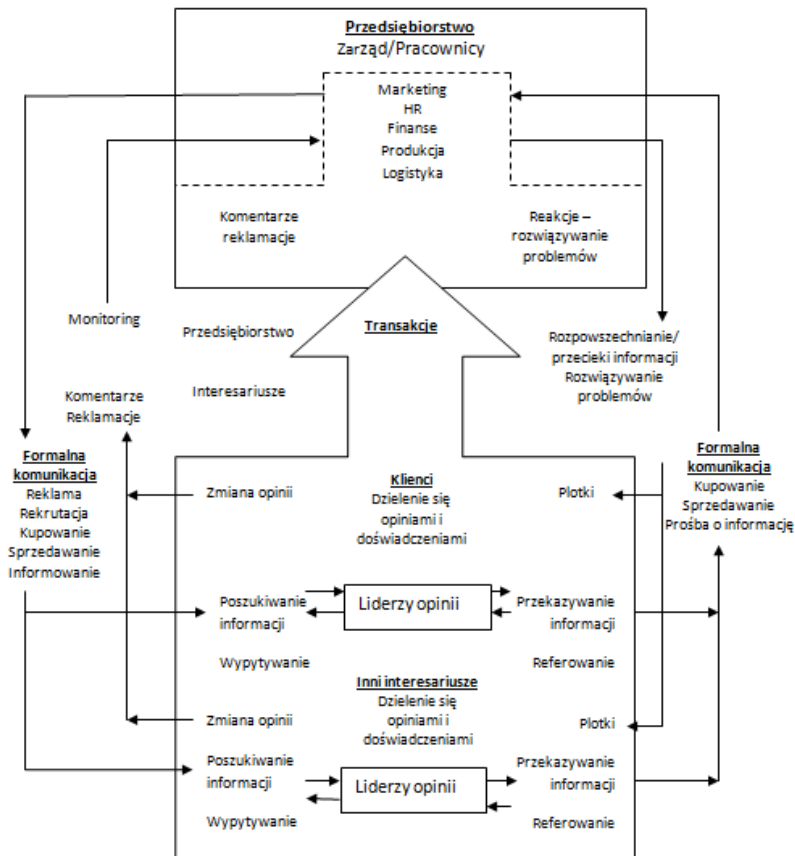 Przedsiębiorstwo
Zarząd/Pracownicy
Marketing
HR
Finanse
Produkcja
Logistyka
Komentarze
reklamacje
Reakcje –
rozwiązywanie
problemów
Monitoring
Przedsiębiorstwo
Transakcje
Rozpowszechnianie/
przecieki informacji
Rozwiązywanie
problemów
Interesariusze
Komentarze
Reklamacje
Formalna
komunikacja
Reklama
Rekrutacja
Kupowanie
Sprzedawanie
Informowanie
Formalna
komunikacja
Kupowanie
Sprzedawanie
Prośba o informację
Zmiana opinii
Klienci
Dzielenie się
opiniami i
doświadczeniami
Plotki
Poszukiwanie
informacji
Liderzy opinii
Przekazywanie
informacji
Wypytywanie
Referowanie
Inni interesariusze
Dzielenie się
opiniami i
doświadczeniami
Zmiana opinii
Plotki
Poszukiwanie
informacji
Liderzy opinii
Przekazywanie
informacji
Wypytywanie
Referowanie